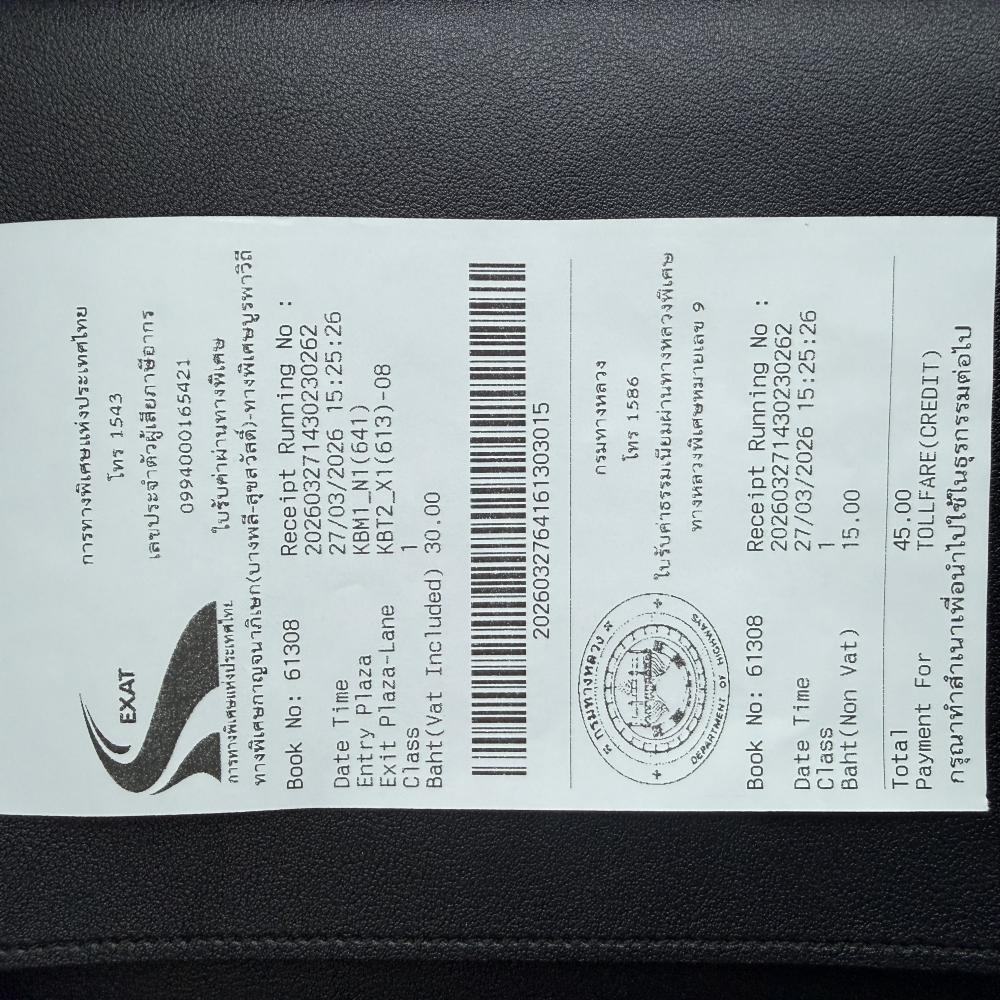 EXAT
การทางพิเศษแห่งประเทศไทย
การทางพิเศษแห่งประเทศไทย
โทร 1543
เลขประจำตัวผู้เสียภาษีอากร
0994000165421
ใบรับค่าผ่านทางพิเศษ
ทางพิเศษกาญจนาภิเษก(บางพลี-สุขสวัสดิ์)-ทางพิเศษบูรพาวิถี
Book No: 61308 Receipt Running No :
20260327143023026​2
Date Time 27/03/2026 15:25:26
Entry Plaza KBM1_N1(641)
Exit Plaza-Lane KBT2_X1(613)-08
Class 1
Baht(Vat Included) 30.00
20260327641613​03015
กรมทางหลวง
DEPARTMENT OF HIGHWAYS
กรมทางหลวง
โทร 1586
ใบรับค่าธรรมเนียมผ่านทางหลวงพิเศษ
ทางหลวงพิเศษหมายเลข 9
Book No: 61308 Receipt Running No :
202603271430230262
Date Time 27/03/2026 15:25:26
Class 1
Baht(Non Vat) 15.00
Total 45.00
Payment For TOLLFARE(CREDIT)
กรุณาทำสำเนาเพื่อนำไปใช้ในธุรกรรมต่อไป